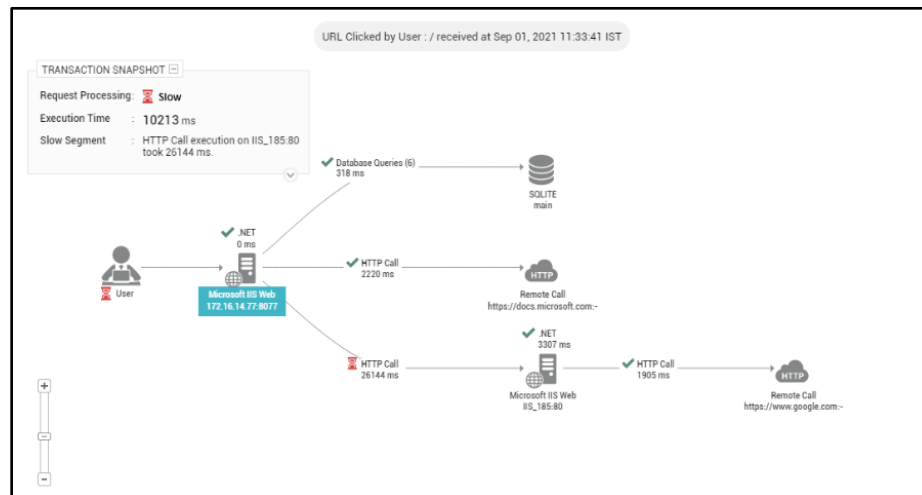 URL Clicked by User : / received at Sep 01, 2021 11:33:41 IST
TRANSACTION SNAPSHOT
Request Processing: Slow
Execution Time : 10213 ms
Slow Segment : HTTP Call execution on IIS_185:80
took 26144 ms.
Database Queries (6)
318 ms
SQLITE
main
.NET
0 ms
User
Microsoft IIS Web
172.16.14.77:8077
HTTP Call
2220 ms
HTTP
Remote Call
https://docs.microsoft.com:-
HTTP Call
26144 ms
.NET
3307 ms
Microsoft IIS Web
IIS_185:80
HTTP Call
1905 ms
HTTP
Remote Call
https://www.google.com:-